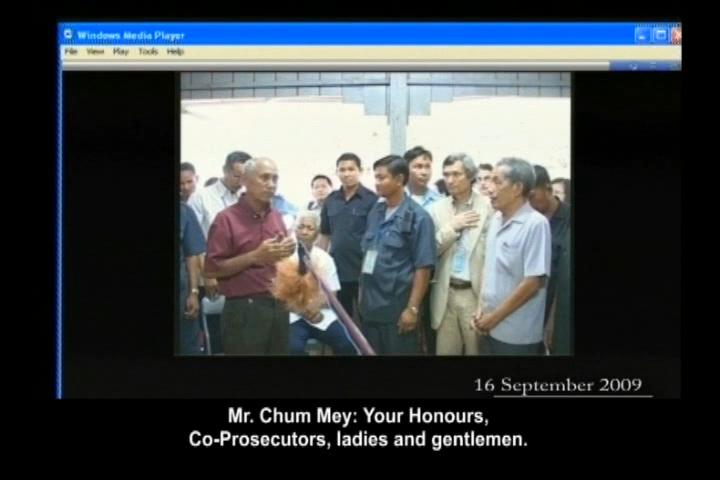 Windows Media Player
File View Play Tools Help
16 September 2009
Mr. Chum Mey: Your Honours,
Co-Prosecutors, ladies and gentlemen.